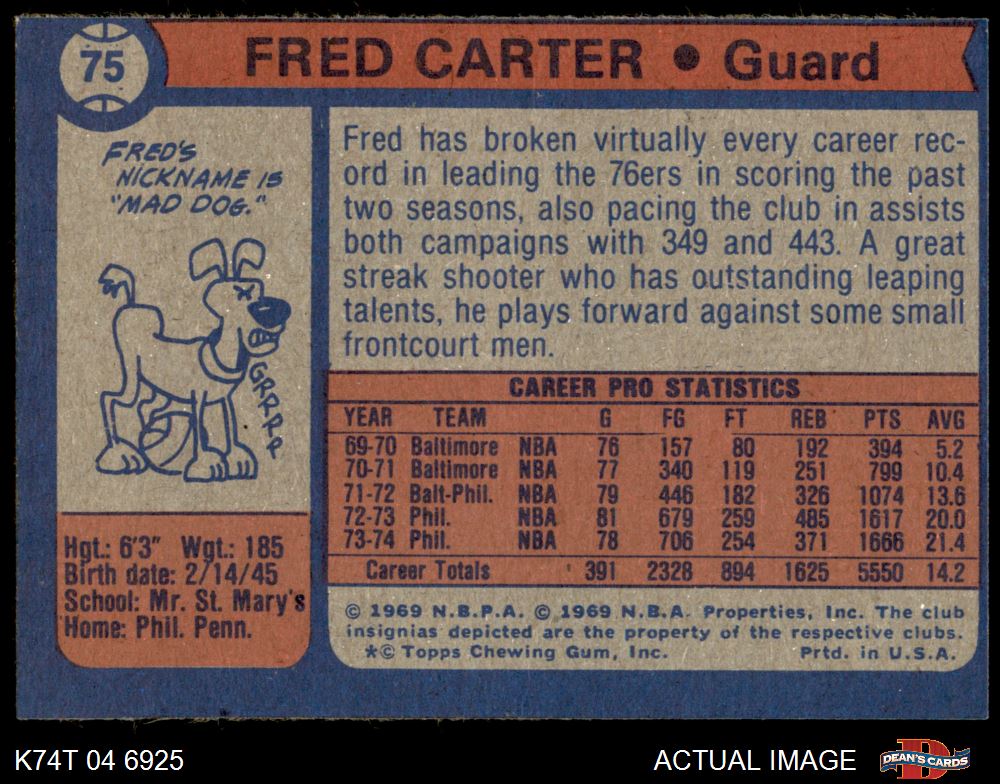 75
FRED CARTER • Guard
FRED'S
NICKNAME IS
"MAD DOG."
GRRRR
Hgt.: 6'3" Wgt.: 185
Birth date: 2/14/45
School: Mr. St. Mary's
Home: Phil. Penn.
Fred has broken virtually every career rec-
ord in leading the 76ers in scoring the past
two seasons, also pacing the club in assists
both campaigns with 349 and 443. A great
streak shooter who has outstanding leaping
talents, he plays forward against some small
frontcourt men.
CAREER PRO STATISTICS
YEAR TEAM G FG FT REB PTS AVG
69-70 Baltimore NBA 76 157 80 192 394 5.2
70-71 Baltimore NBA 77 340 119 251 799 10.4
71-72 Balt-Phil. NBA 79 446 182 326 1074 13.6
72-73 Phil. NBA 81 679 259 485 1617 20.0
73-74 Phil. NBA 78 706 254 371 1666 21.4
Career Totals 391 2328 894 1625 5550 14.2
© 1969 N.B.P.A. © 1969 N.B.A. Properties, Inc. The club
insignias depicted are the property of the respective clubs.
*© Topps Chewing Gum, Inc. Prtd. in U.S.A.
K74T 04 6925
ACTUAL IMAGE
D
DEAN'S CARDS